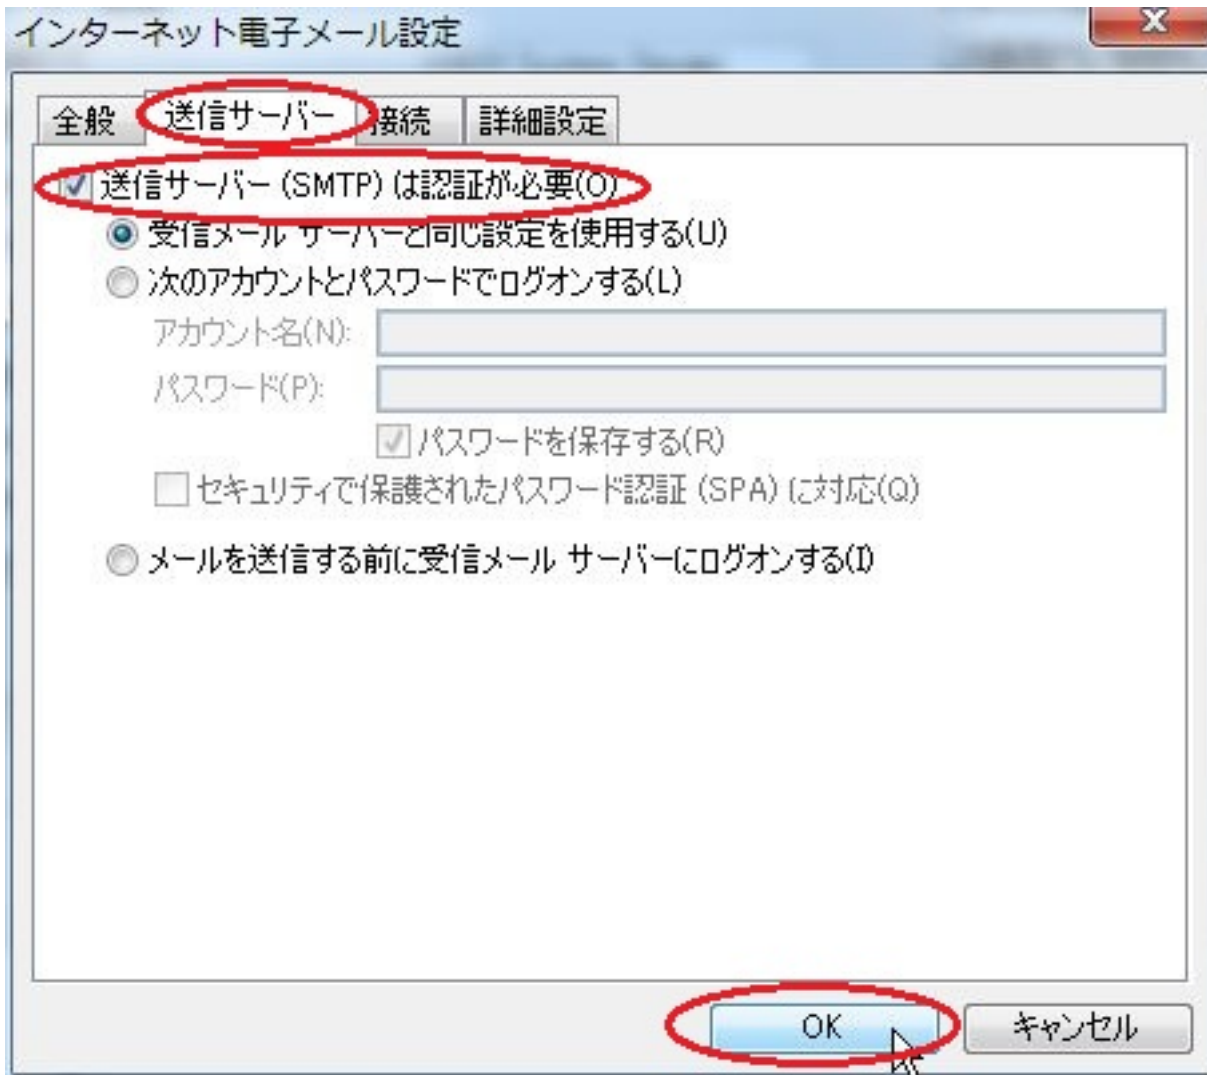 インターネット電子メール設定
全般 送信サーバー 接続 詳細設定
送信サーバー (SMTP) は認証が必要(O)
受信メール サーバーと同じ設定を使用する(U)
次のアカウントとパスワードでログオンする(L)
アカウント名(N):
パスワード(P):
パスワードを保存する(R)
セキュリティで保護されたパスワード認証 (SPA) に対応(Q)
メールを送信する前に受信メール サーバーにログオンする(I)
OK キャンセル